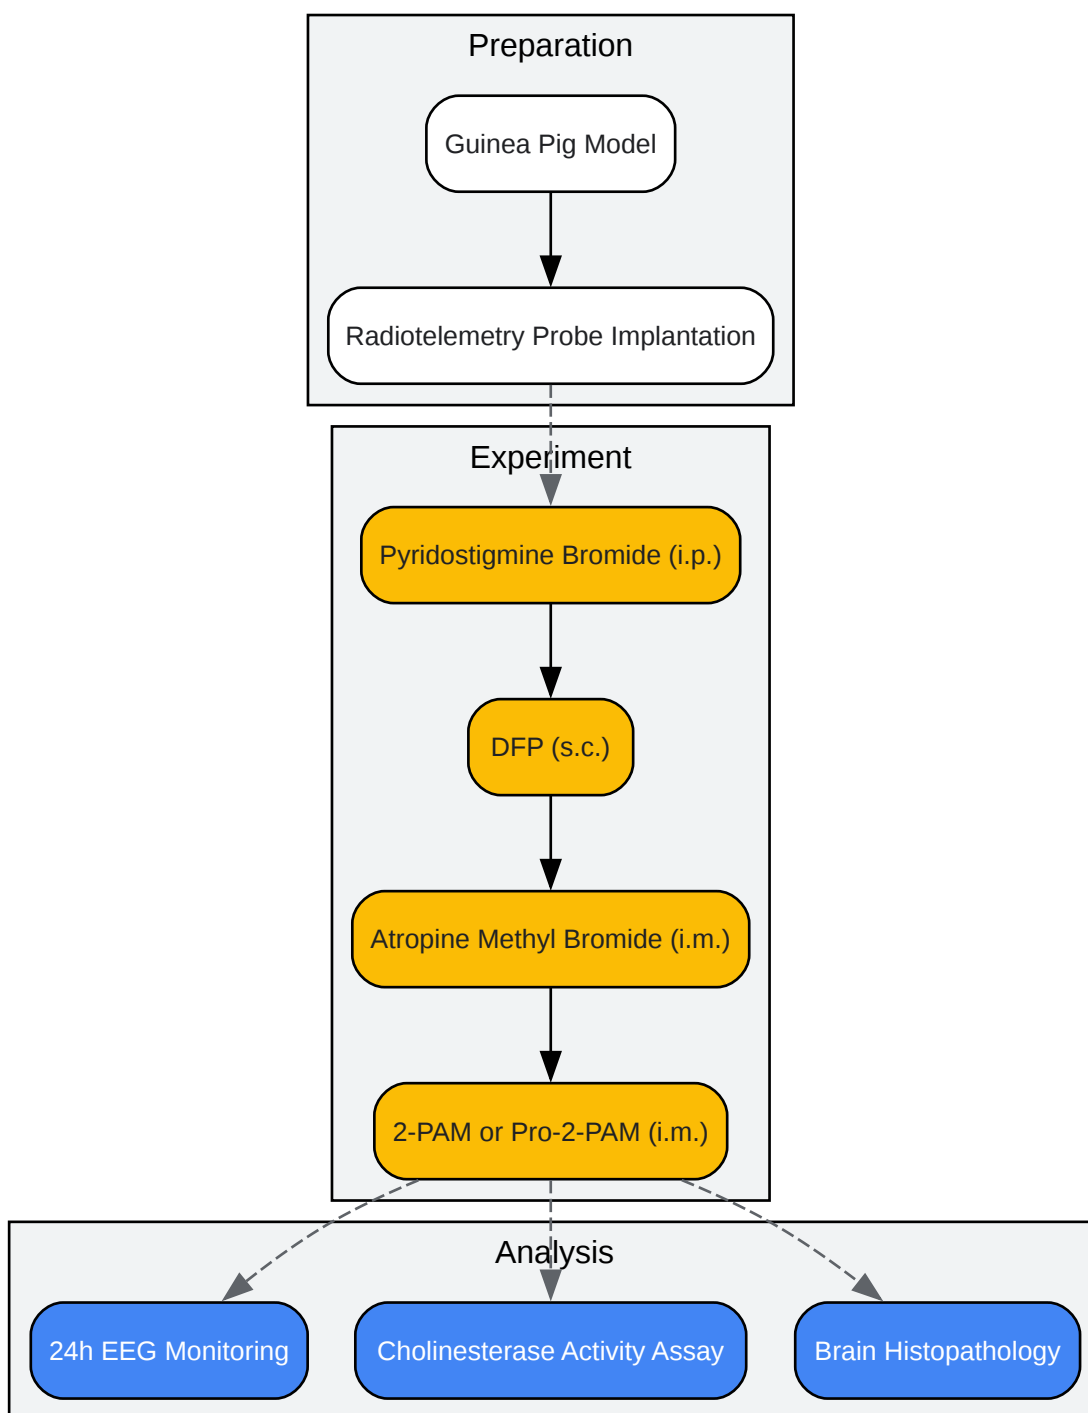 Preparation
Guinea Pig Model
Radiotelemetry Probe Implantation
Experiment
Pyridostigmine Bromide (i.p.)
DFP (s.c.)
Atropine Methyl Bromide (i.m.)
2-PAM or Pro-2-PAM (i.m.)
Analysis
24h EEG Monitoring
Cholinesterase Activity Assay
Brain Histopathology